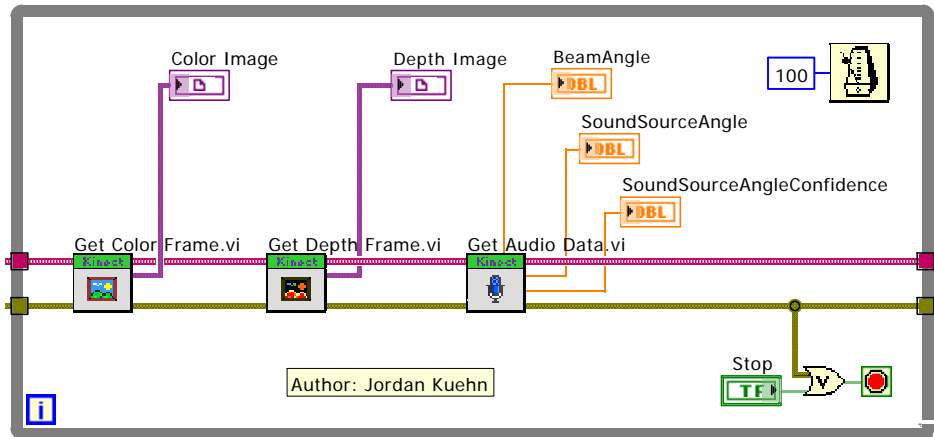 Color Image
Depth Image
BeamAngle
DBL
100
SoundSourceAngle
DBL
SoundSourceAngleConfidence
DBL
Get Color Frame.vi
Get Depth Frame.vi
Get Audio Data.vi
Kinect
Kinect
Kinect
Stop
TF
V
Author: Jordan Kuehn
i